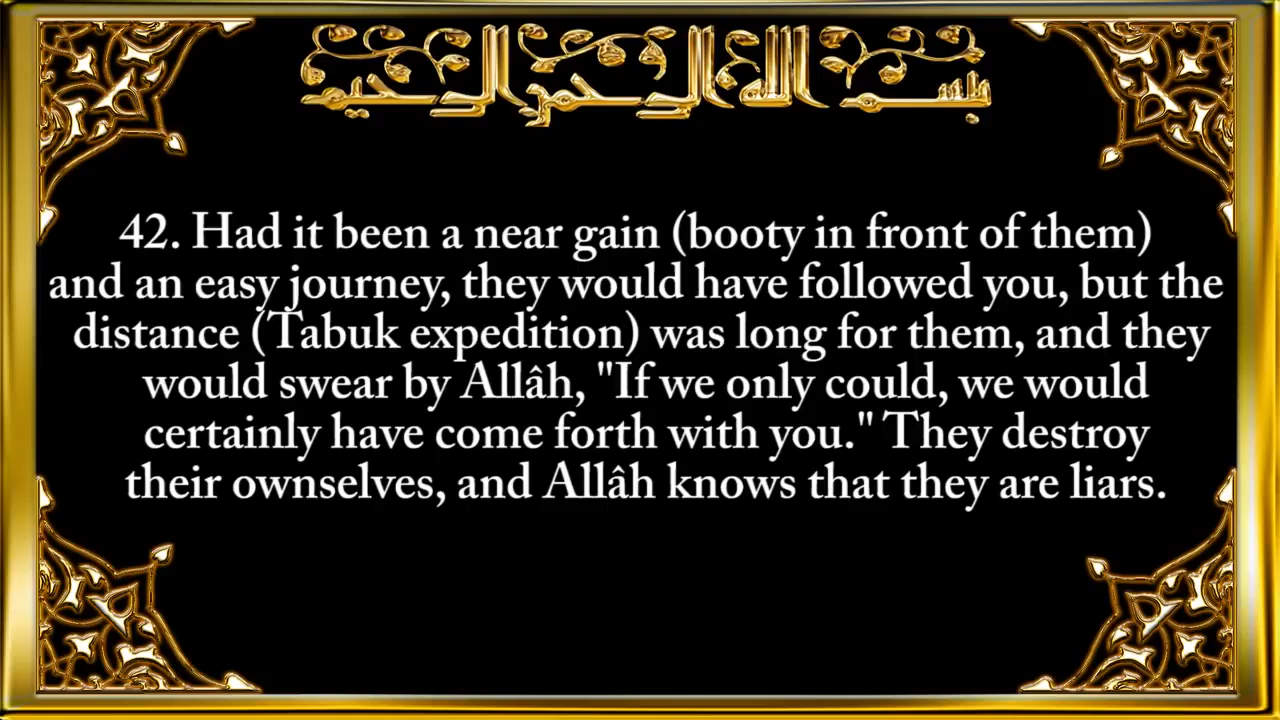 بسم الله الرحمن الرحيم
42. Had it been a near gain (booty in front of them)
and an easy journey, they would have followed you, but the
distance (Tabuk expedition) was long for them, and they
would swear by Allâh, "If we only could, we would
certainly have come forth with you." They destroy
their ownselves, and Allâh knows that they are liars.